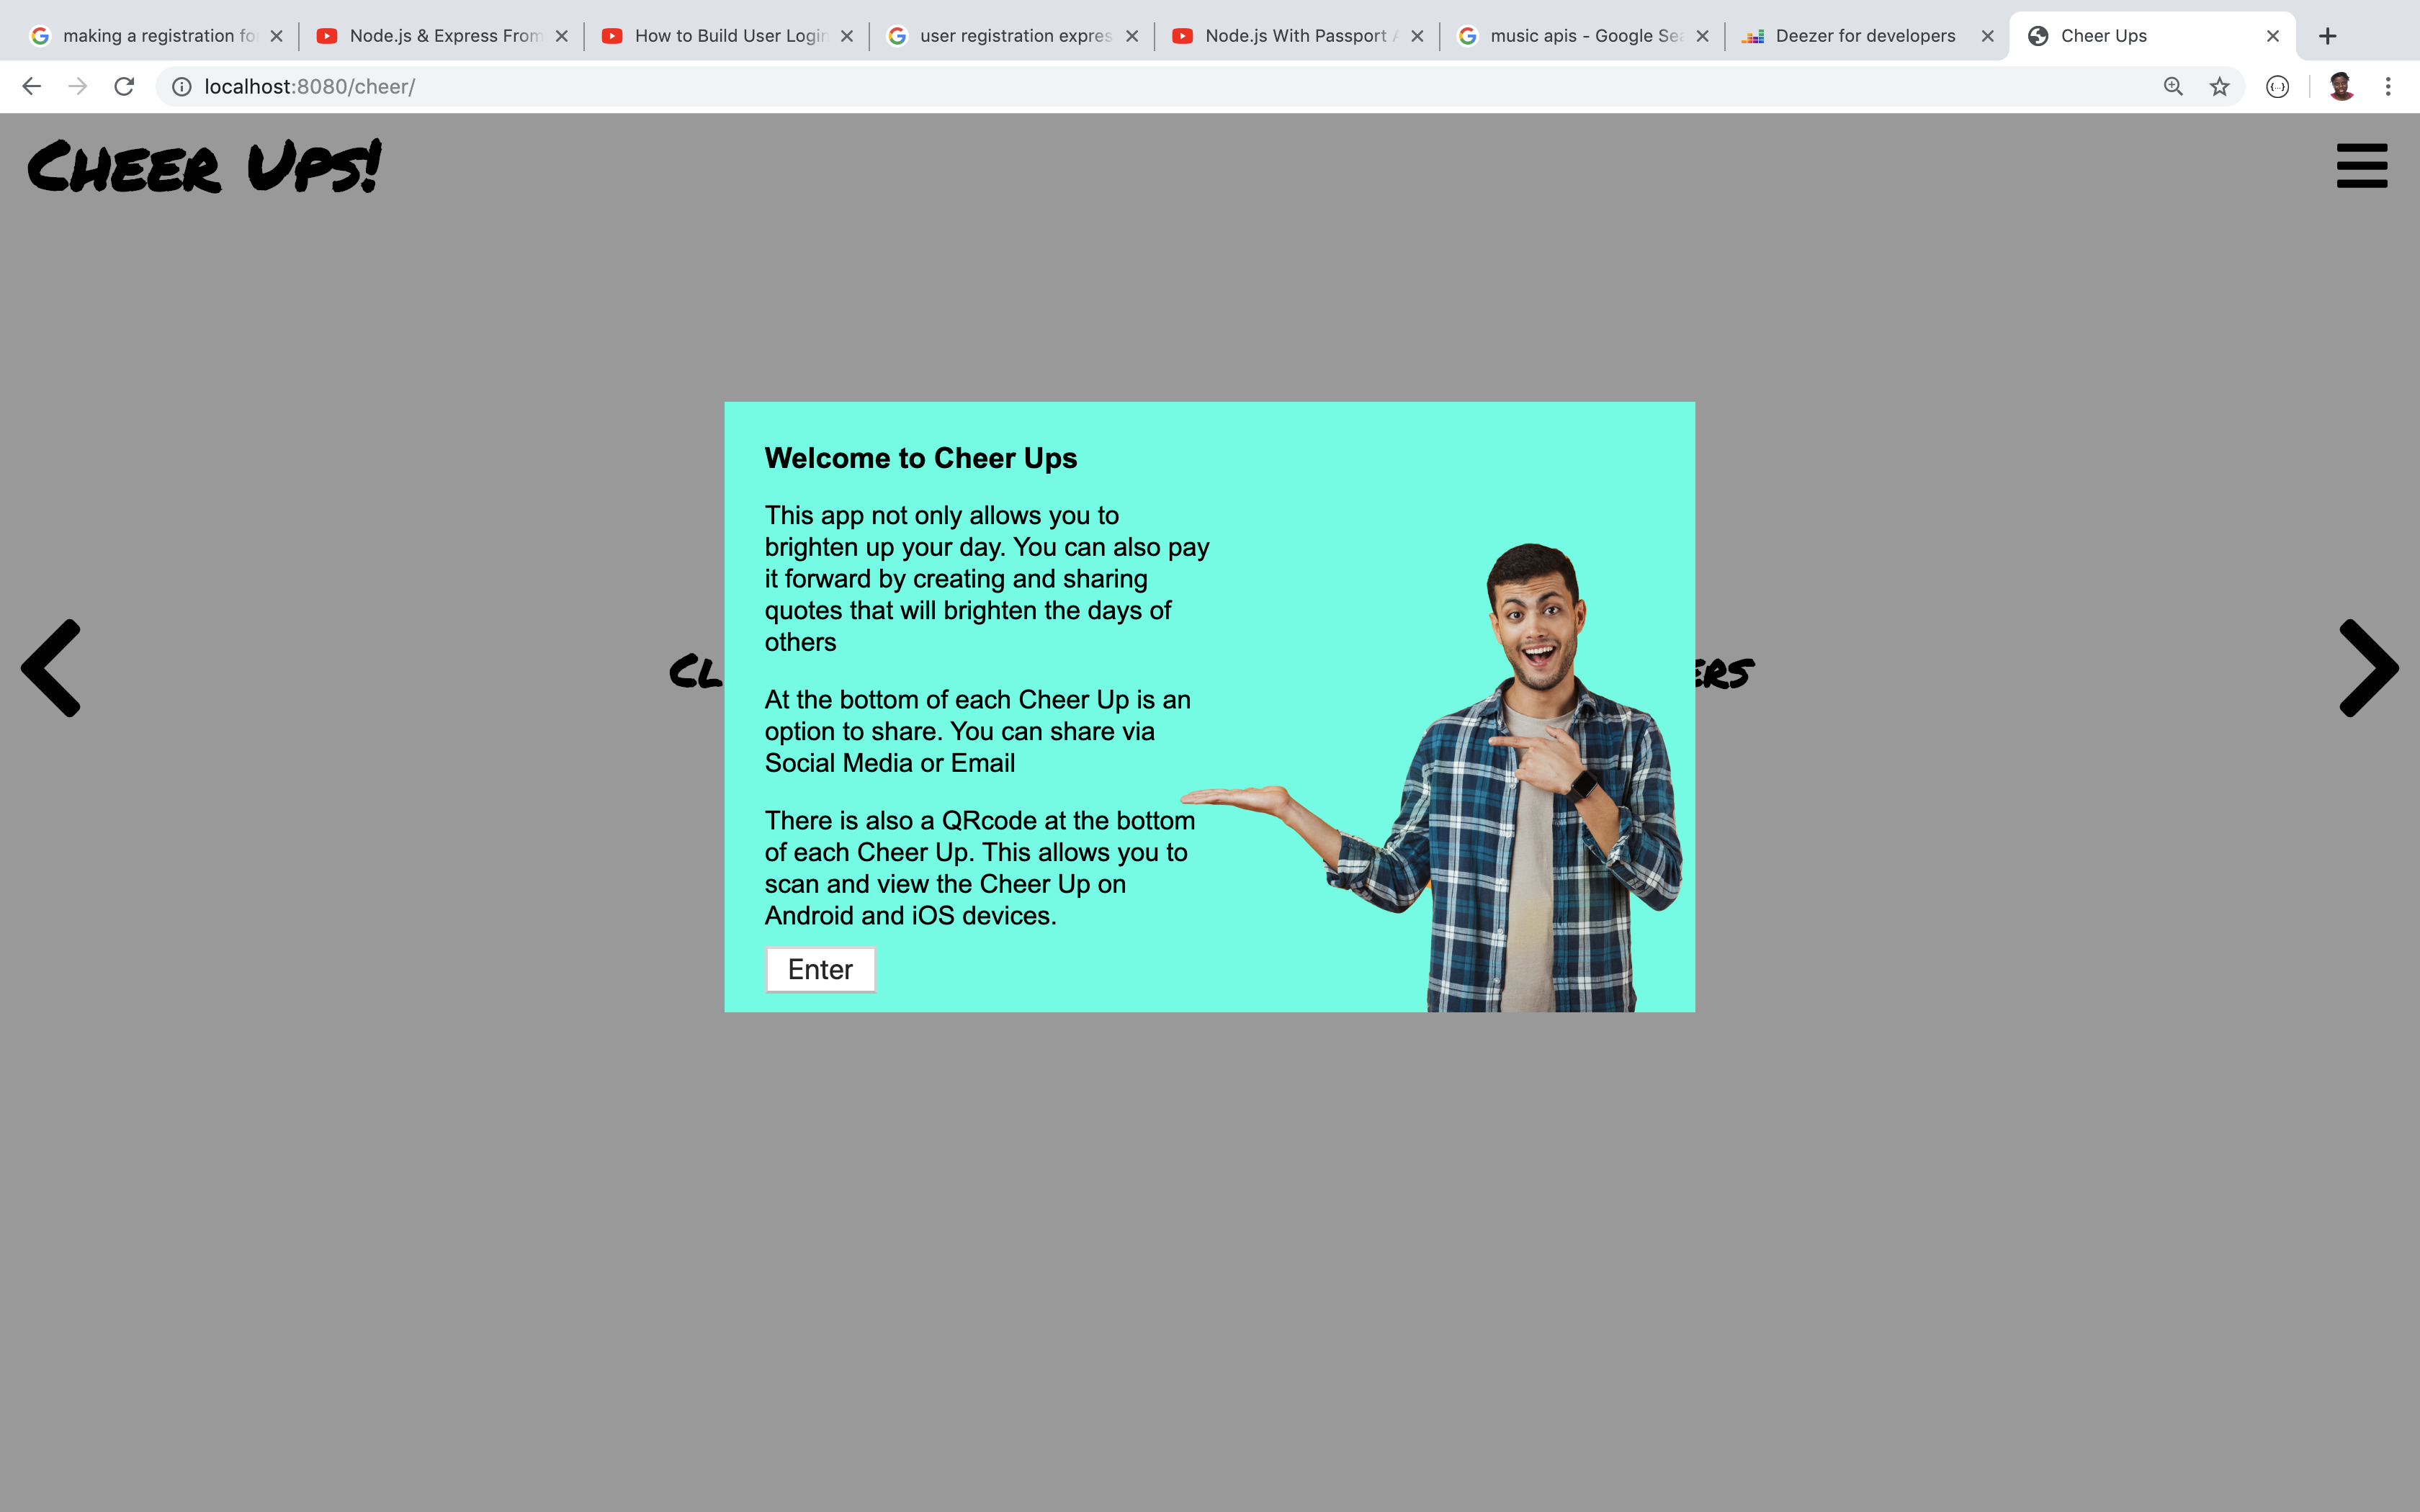 making a registration fo
Node.js & Express From
How to Build User Login
user registration expres
Node.js With Passport
music apis - Google Sea
Deezer for developers
Cheer Ups
localhost:8080/cheer/
Cheer Ups!
Welcome to Cheer Ups
This app not only allows you to
brighten up your day. You can also pay
it forward by creating and sharing
quotes that will brighten the days of
others
At the bottom of each Cheer Up is an
option to share. You can share via
Social Media or Email
There is also a QRcode at the bottom
of each Cheer Up. This allows you to
scan and view the Cheer Up on
Android and iOS devices.
Enter